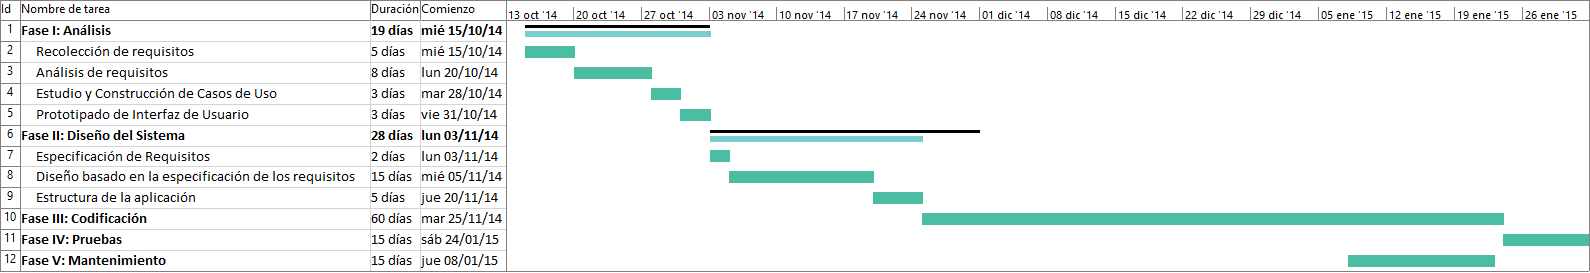 Id Nombre de tarea Duración Comienzo 13 oct '14 20 oct '14 27 oct '14 03 nov '14 10 nov '14 17 nov '14 24 nov '14 01 dic '14 08 dic '14 15 dic '14 22 dic '14 29 dic '14 05 ene '15 12 ene '15 19 ene '15 26 ene '15
1 Fase I: Análisis 19 días mié 15/10/14
2 Recolección de requisitos 5 días mié 15/10/14
3 Análisis de requisitos 8 días lun 20/10/14
4 Estudio y Construcción de Casos de Uso 3 días mar 28/10/14
5 Prototipado de Interfaz de Usuario 3 días vie 31/10/14
6 Fase II: Diseño del Sistema 28 días lun 03/11/14
7 Especificación de Requisitos 2 días lun 03/11/14
8 Diseño basado en la especificación de los requisitos 15 días mié 05/11/14
9 Estructura de la aplicación 5 días jue 20/11/14
10 Fase III: Codificación 60 días mar 25/11/14
11 Fase IV: Pruebas 15 días sáb 24/01/15
12 Fase V: Mantenimiento 15 días jue 08/01/15